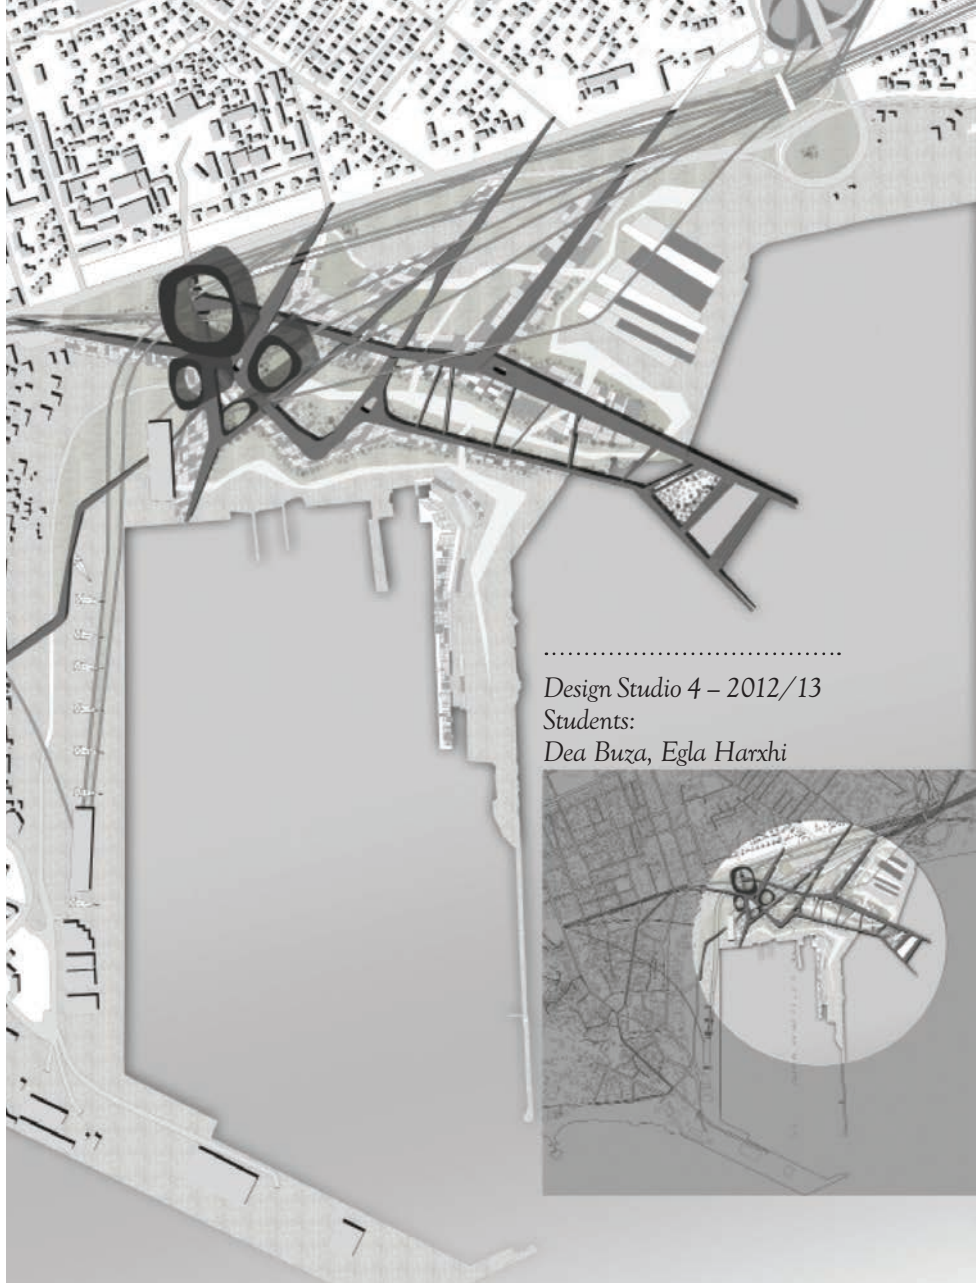 ......................................
Design Studio 4 – 2012/13
Students:
Dea Buza, Egla Harxhi